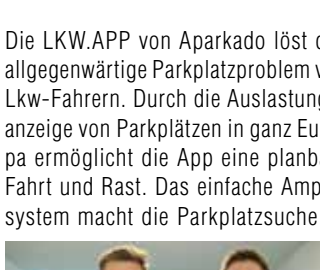 Die LKW.APP von Aparkado löst
allgegenwärtige Parkplatzproblem
Lkw-Fahrern. Durch die Auslastung
anzeige von Parkplätzen in ganz Eu
pa ermöglicht die App eine planba
Fahrt und Rast. Das einfache Amp
system macht die Parkplatzsuche